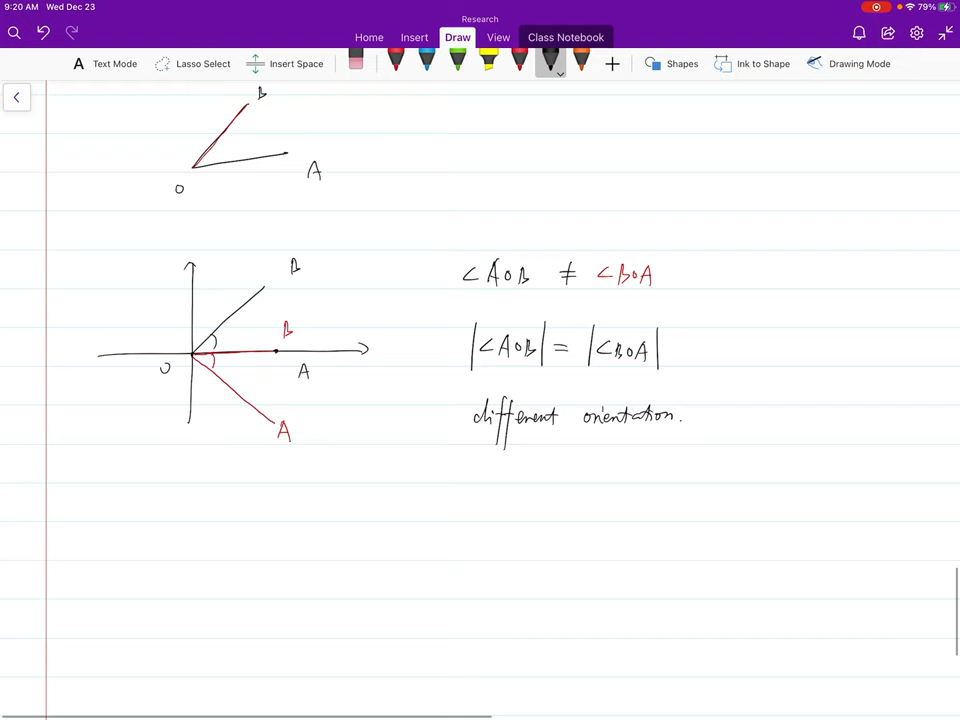 9:20 AM Wed Dec 23
79%
Research
Home Insert Draw View Class Notebook
Text Mode Lasso Select Insert Space Shapes Ink to Shape Drawing Mode
B
A
O
B
B
O
A
A
∠AOB ≠ ∠BOA
|∠AOB| = |∠BOA|
different orientation.